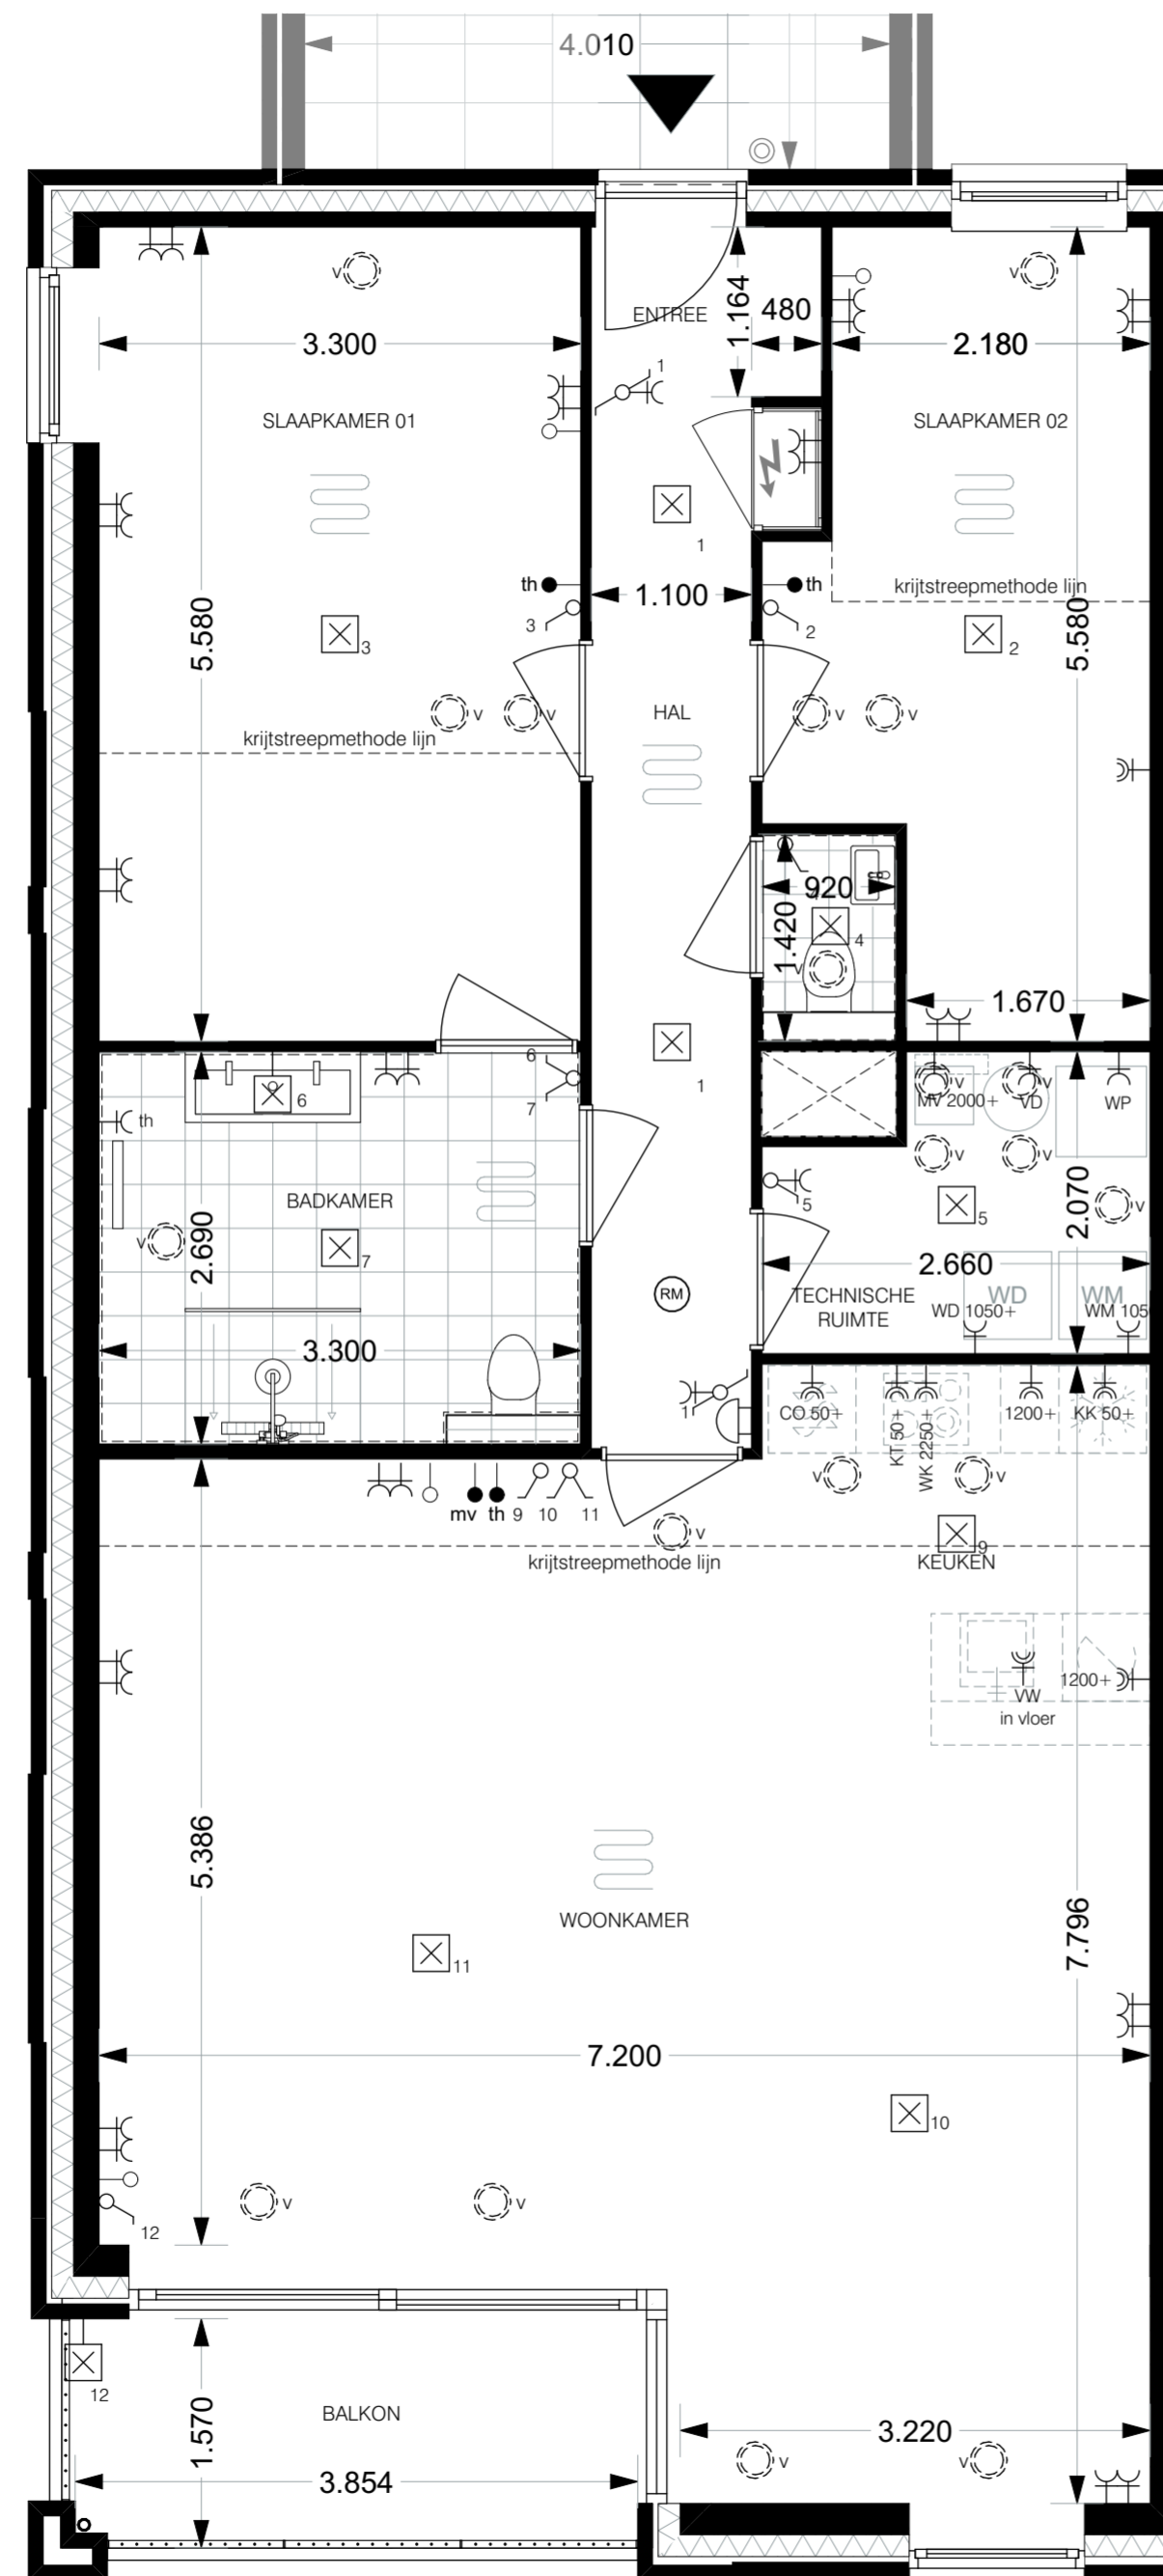 4.010
ENTREE
1.164
480
3.300
2.180
1
SLAAPKAMER 01
SLAAPKAMER 02
v
v
1
th
1.100
th
krijtstreepmethode lijn
3
2
3
2
5.580
5.580
v
v
HAL
v
v
krijtstreepmethode lijn
920
1.420
4
v
1.670
1
6
7
6
th
MV 2000+
v
VD
v
WP
v
v
BADKAMER
5
5
v
2.690
v
7
2.070
2.660
RM
TECHNISCHE
RUIMTE
WD
WM
WD 1050+
WM 105
3.300
1
CO 50+
KT 50+
WK 2250+
1200+
KK 50+
v
v
mv
th
9
10
11
v
krijtstreepmethode lijn
9
KEUKEN
1200+
VW
in vloer
5.386
WOONKAMER
7.796
11
7.200
10
v
v
12
12
BALKON
1.570
3.220
3.854
v
v